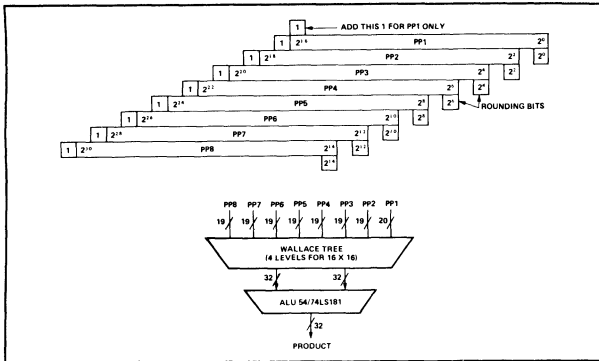 1 ADD THIS 1 FOR PP1 ONLY
1 2¹⁶ PP1 2⁰
1 2¹⁸ PP2 2² 2⁰
1 2²⁰ PP3 2⁴ 2²
1 2²² PP4 2⁶ 2⁴
1 2²⁴ PP5 2⁸ 2⁶ ROUNDING BITS
1 2²⁶ PP6 2¹⁰ 2⁸
1 2²⁸ PP7 2¹² 2¹⁰
1 2³⁰ PP8 2¹⁴ 2¹²
2¹⁴
PP8 PP7 PP6 PP5 PP4 PP3 PP2 PP1
19 19 19 19 19 19 19 20
WALLACE TREE
(4 LEVELS FOR 16 X 16)
32 32
ALU 54/74LS181
32
PRODUCT